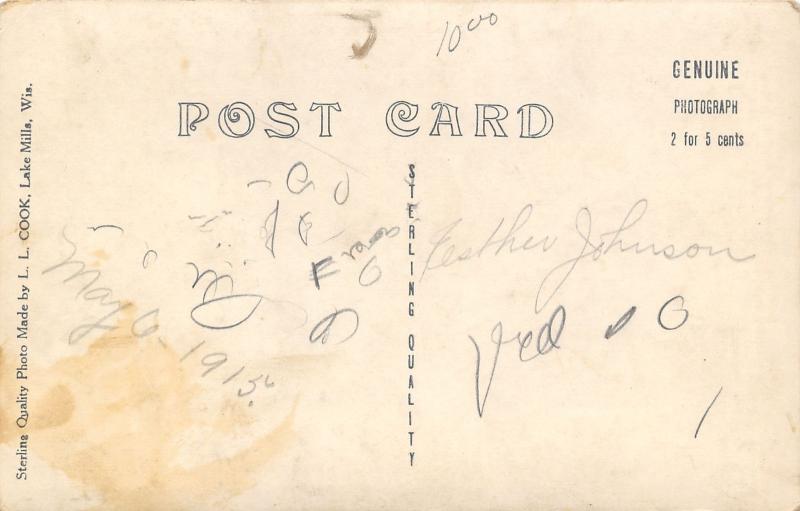 10 00
GENUINE
PHOTOGRAPH
2 for 5 cents
POST CARD
STERLING QUALITY
Sterling Quality Photo Made by L. L. COOK, Lake Mills, Wis.
May 6. 1915.
Esther Johnson